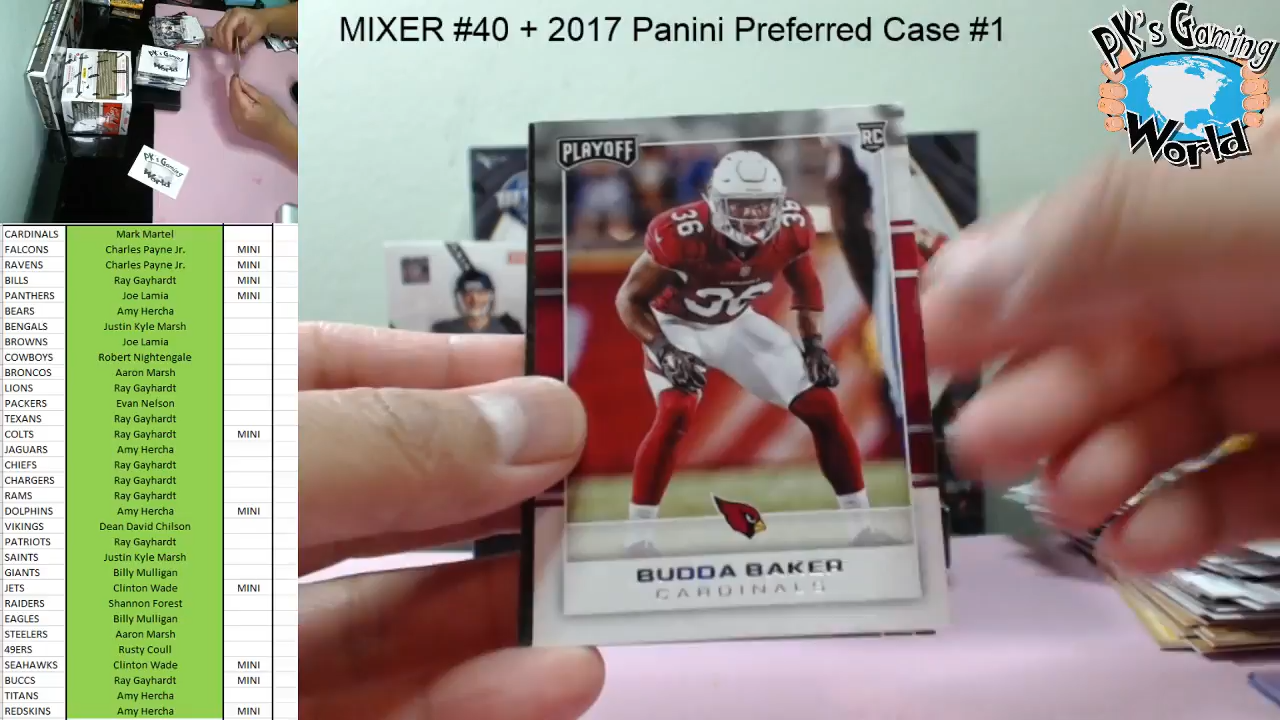 MIXER #40 + 2017 Panini Preferred Case #1
PK's Gaming
World
PK's Gaming
World
PLAYOFF
RC
36
36
36
BUDDA BAKER
CARDINALS
CARDINALS Mark Martel
FALCONS Charles Payne Jr. MINI
RAVENS Charles Payne Jr. MINI
BILLS Ray Gayhardt MINI
PANTHERS Joe Lamia MINI
BEARS Amy Hercha
BENGALS Justin Kyle Marsh
BROWNS Joe Lamia
COWBOYS Robert Nightengale
BRONCOS Aaron Marsh
LIONS Ray Gayhardt
PACKERS Evan Nelson
TEXANS Ray Gayhardt
COLTS Ray Gayhardt MINI
JAGUARS Amy Hercha
CHIEFS Ray Gayhardt
CHARGERS Ray Gayhardt
RAMS Ray Gayhardt
DOLPHINS Amy Hercha MINI
VIKINGS Dean David Chilson
PATRIOTS Ray Gayhardt
SAINTS Justin Kyle Marsh
GIANTS Billy Mulligan
JETS Clinton Wade MINI
RAIDERS Shannon Forest
EAGLES Billy Mulligan
STEELERS Aaron Marsh
49ERS Rusty Coull
SEAHAWKS Clinton Wade MINI
BUCCS Ray Gayhardt MINI
TITANS Amy Hercha
REDSKINS Amy Hercha MINI